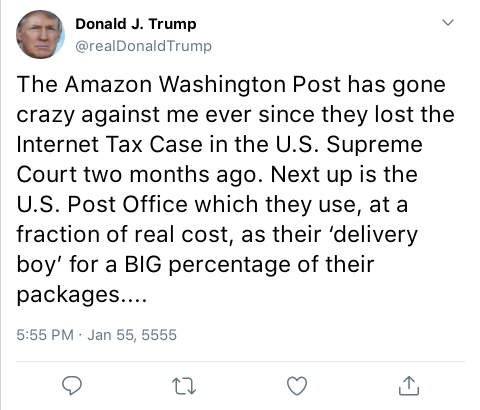 Donald J. Trump
@realDonaldTrump
The Amazon Washington Post has gone
crazy against me ever since they lost the
Internet Tax Case in the U.S. Supreme
Court two months ago. Next up is the
U.S. Post Office which they use, at a
fraction of real cost, as their ‘delivery
boy’ for a BIG percentage of their
packages....
5:55 PM · Jan 55, 5555